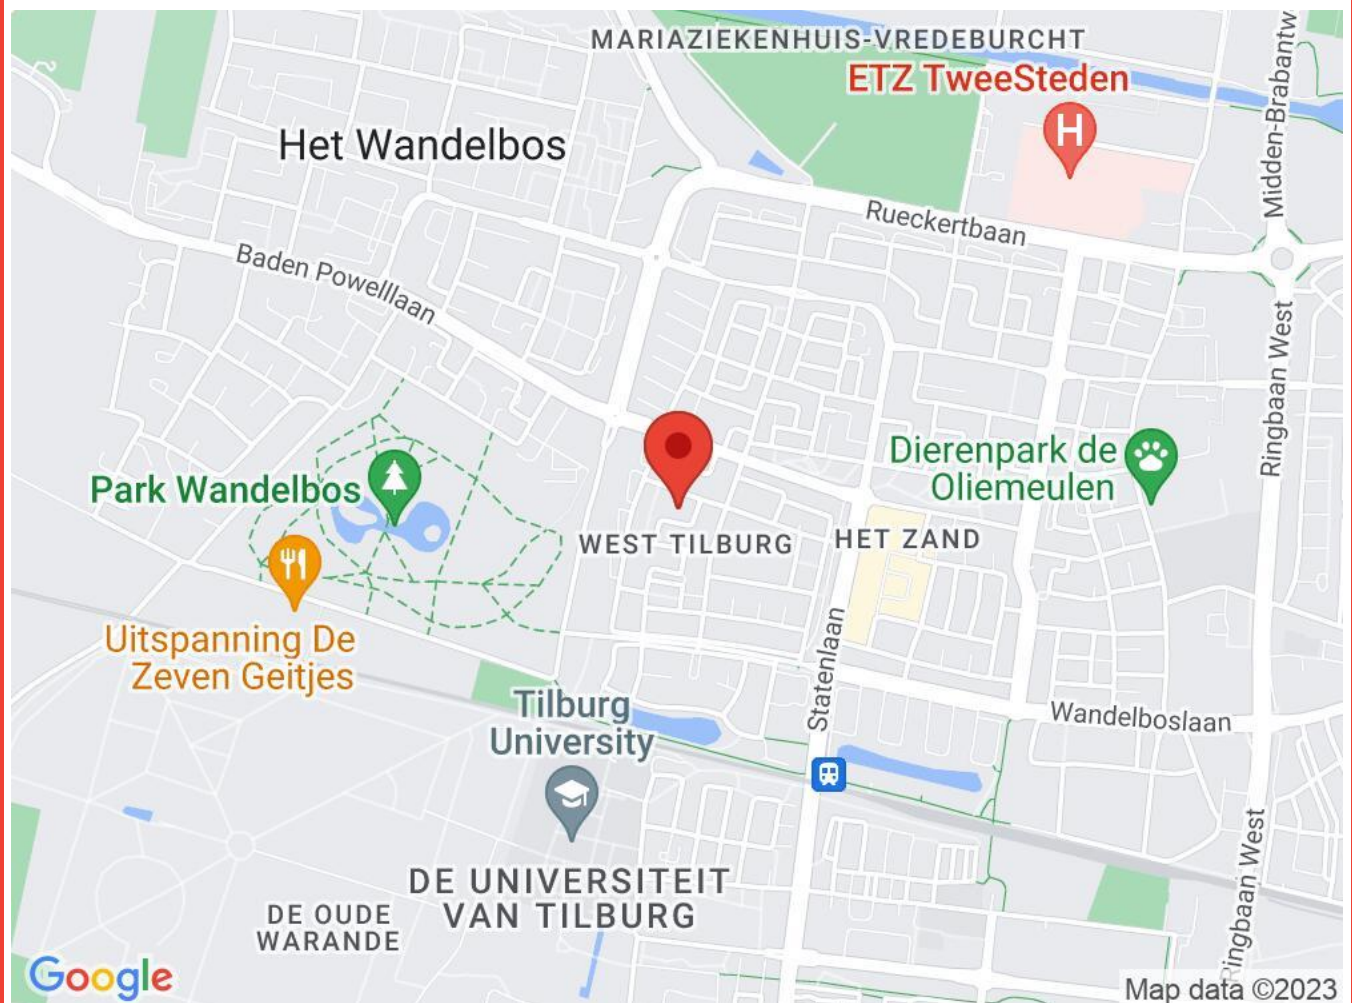 MARIAZIEKENHUIS-VREDEBURCHT
ETZ TweeSteden
H
Midden-Brabantw
Het Wandelbos
Rueckertbaan
Baden Powelllaan
Ringbaan West
Dierenpark de
Oliemeulen
Park Wandelbos
WEST TILBURG
HET ZAND
Uitspanning De
Zeven Geitjes
Statenlaan
Tilburg
University
Wandelboslaan
Ringbaan West
DE UNIVERSITEIT
VAN TILBURG
DE OUDE
WARANDE
Google
Map data ©2023